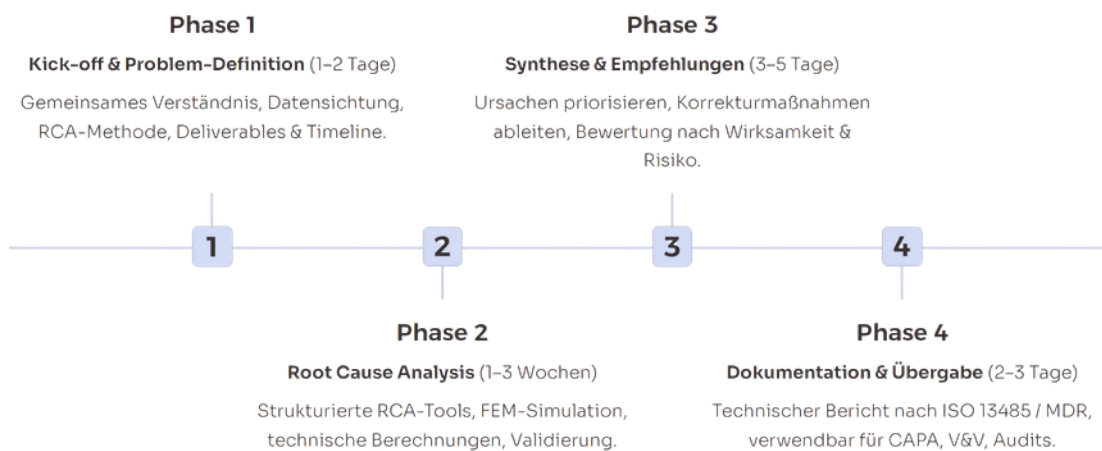 Phase 1
Kick-off & Problem-Definition (1–2 Tage)
Gemeinsames Verständnis, Datensichtung,
RCA-Methode, Deliverables & Timeline.
Phase 3
Synthese & Empfehlungen (3–5 Tage)
Ursachen priorisieren, Korrekturmaßnahmen
ableiten, Bewertung nach Wirksamkeit &
Risiko.
1
2
3
4
Phase 2
Root Cause Analysis (1–3 Wochen)
Strukturierte RCA-Tools, FEM-Simulation,
technische Berechnungen, Validierung.
Phase 4
Dokumentation & Übergabe (2–3 Tage)
Technischer Bericht nach ISO 13485 / MDR,
verwendbar für CAPA, V&V, Audits.